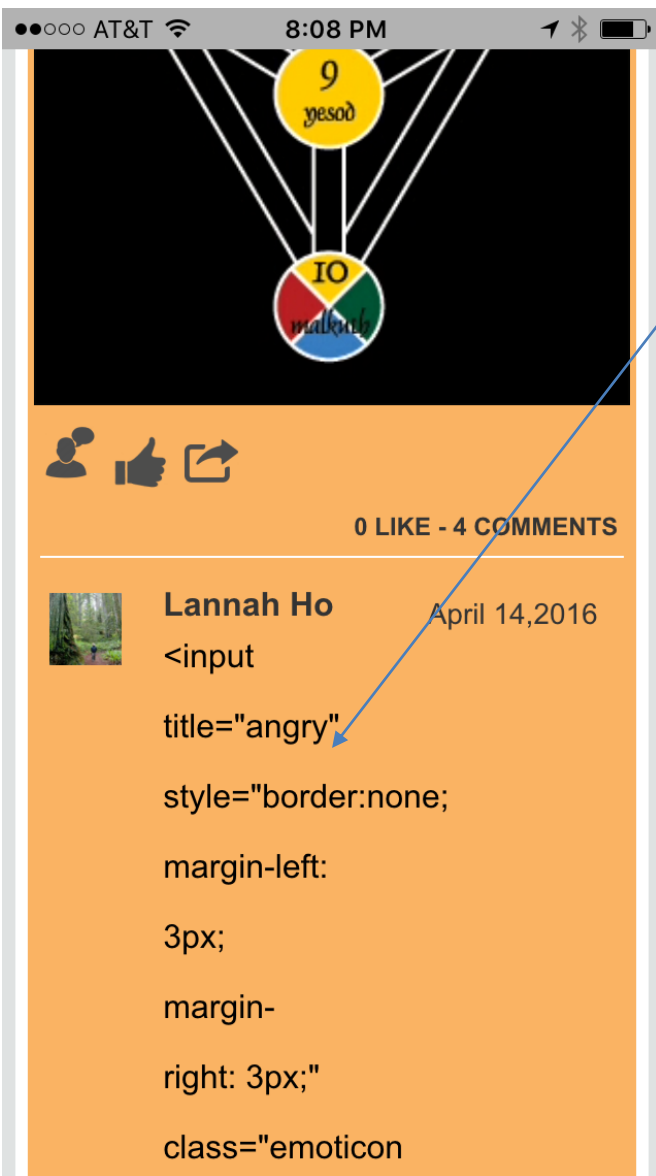 AT&T 8:08 PM
9
yesod
10
malkuth
0 LIKE - 4 COMMENTS
Lannah Ho April 14,2016
<input
title="angry"
style="border:none;
margin-left:
3px;
margin-
right: 3px;"
class="emoticon